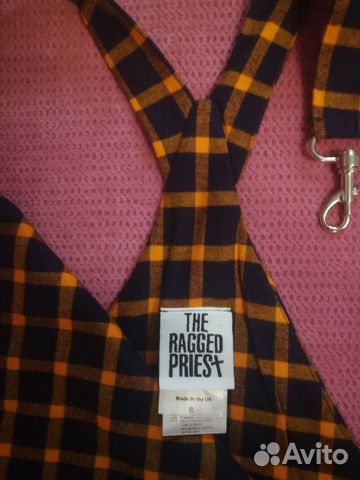 THE
RAGGED
PRIEST
Made in the UK
S
Avito